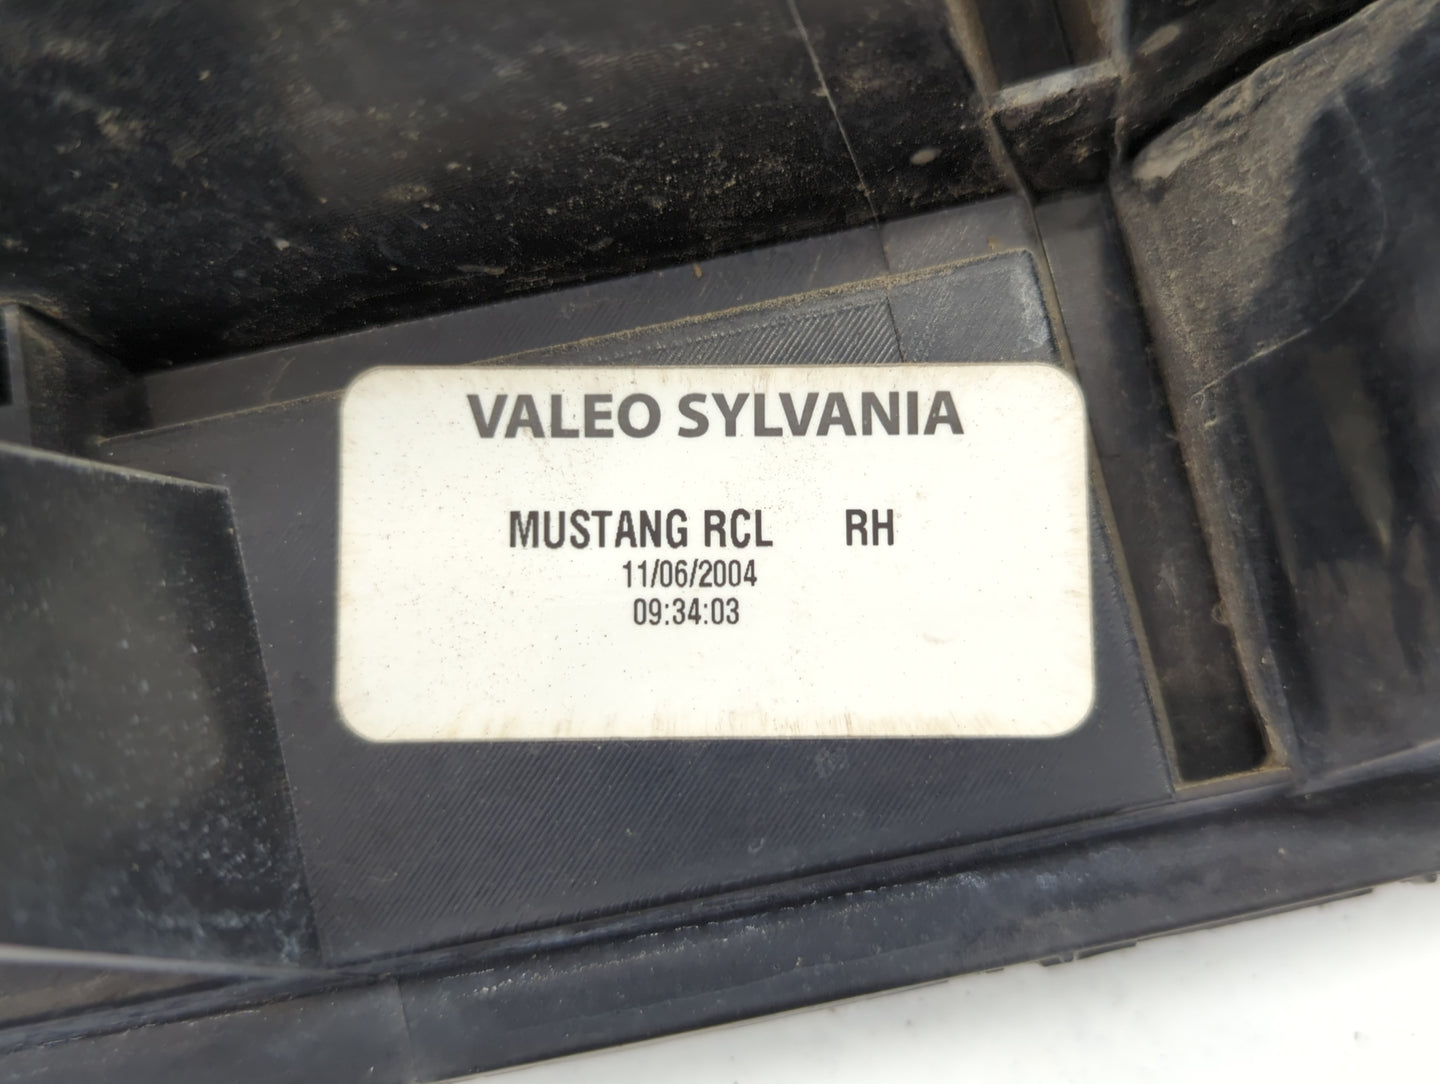 VALEO SYLVANIA
MUSTANG RCL RH
11/06/2004
09:34:03